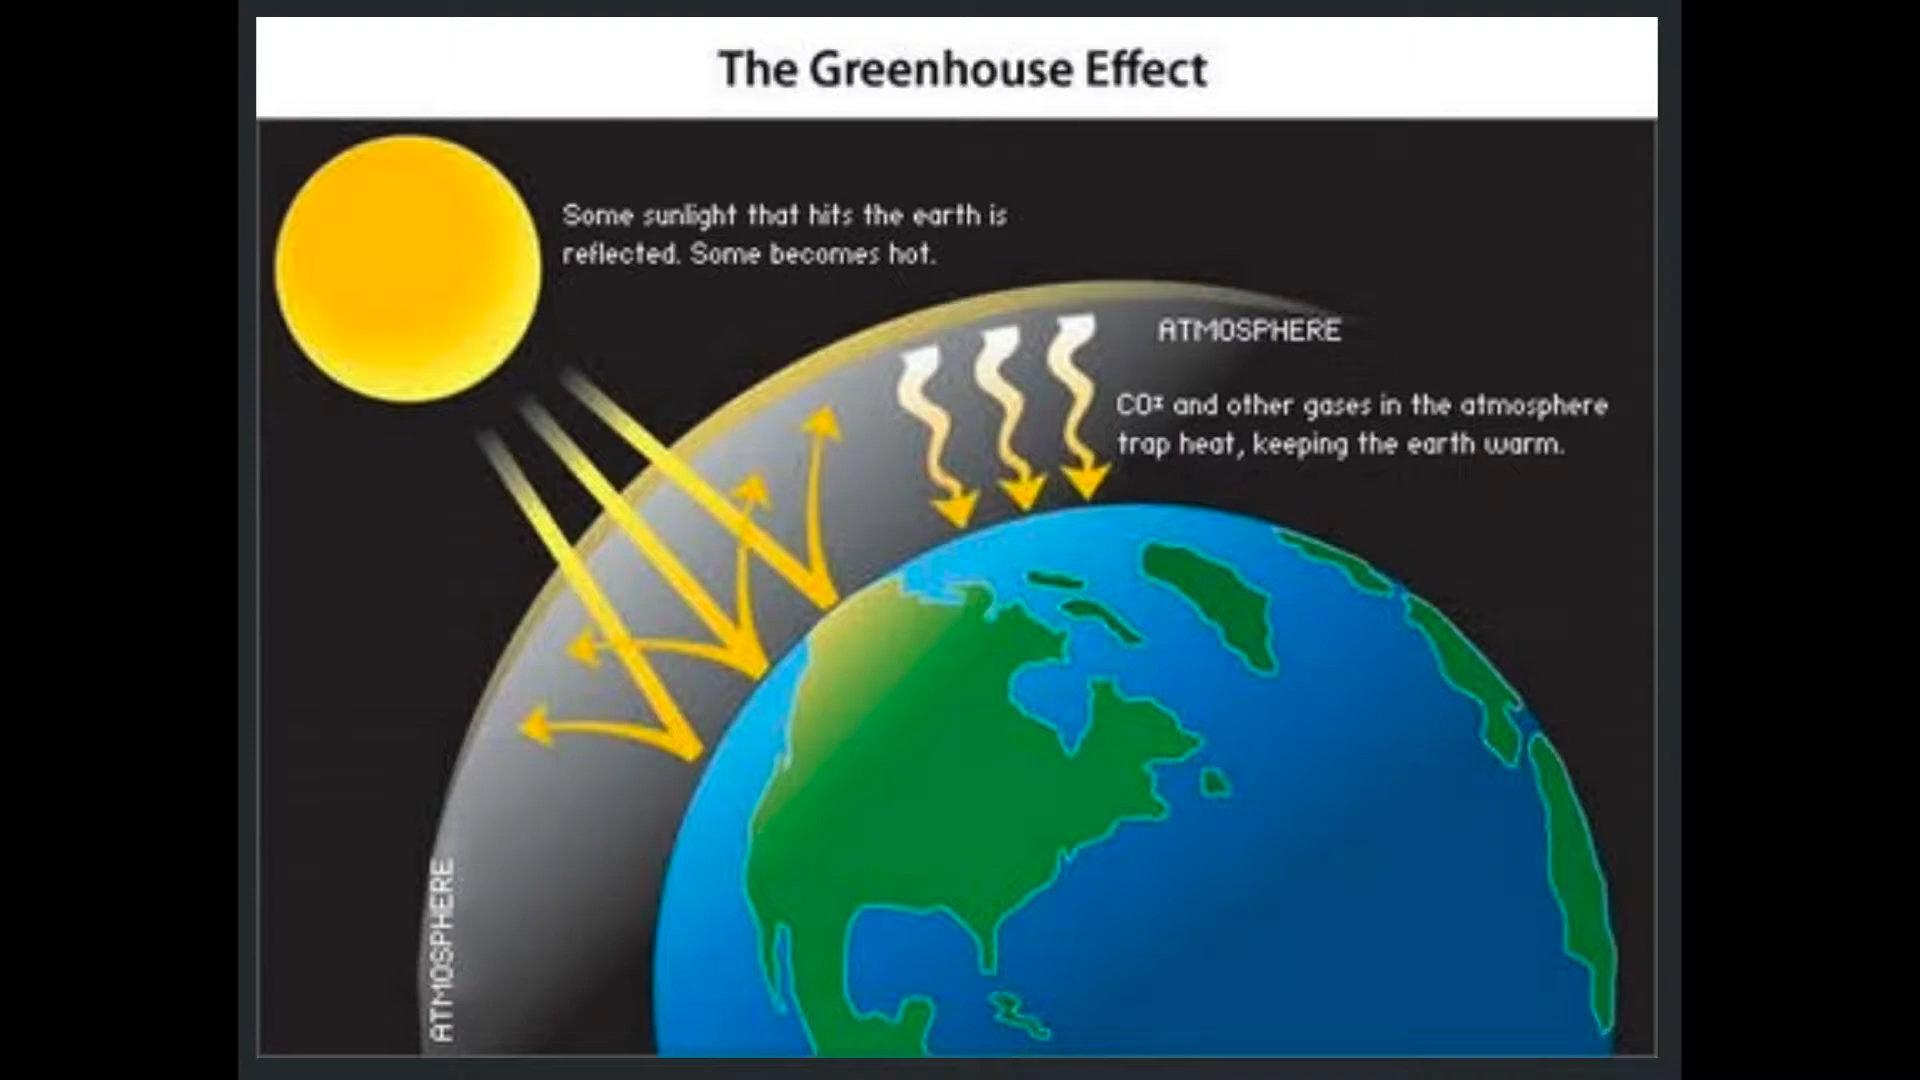 The Greenhouse Effect
Some sunlight that hits the earth is
reflected. Some becomes hot.
ATMOSPHERE
CO² and other gases in the atmosphere
trap heat, keeping the earth warm.
ATMOSPHERE